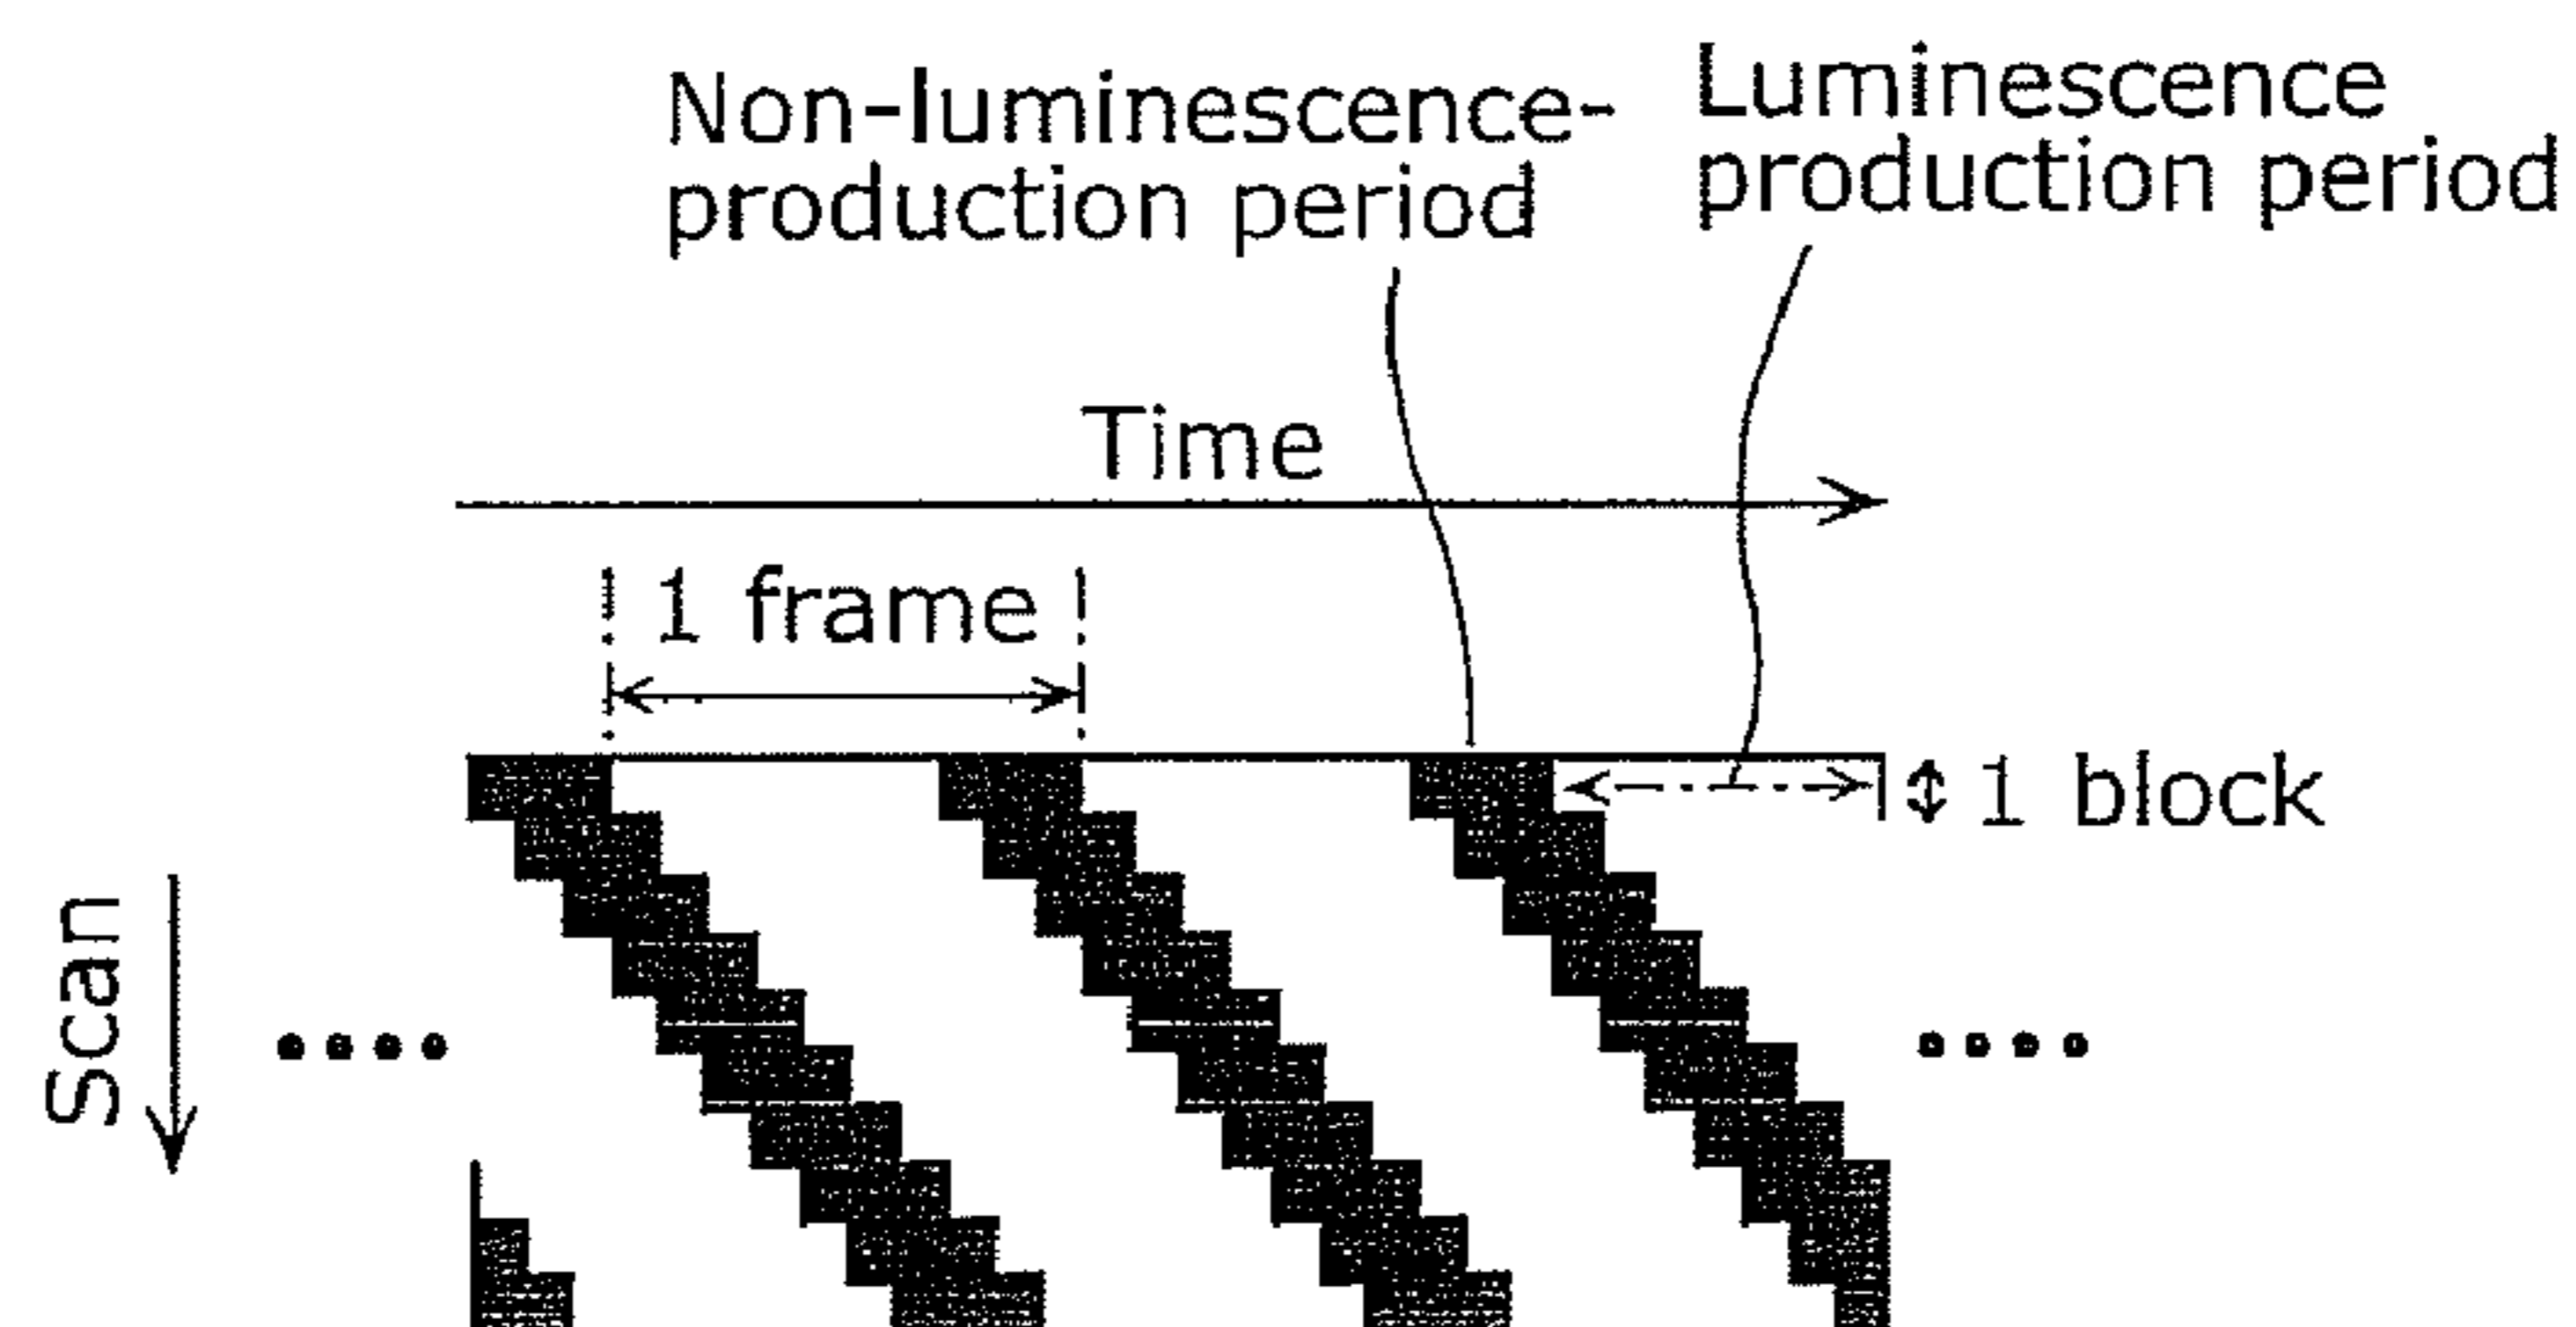 Non-luminescence-
production period
Luminescence
production period
Time
1 frame
1 block
Scan